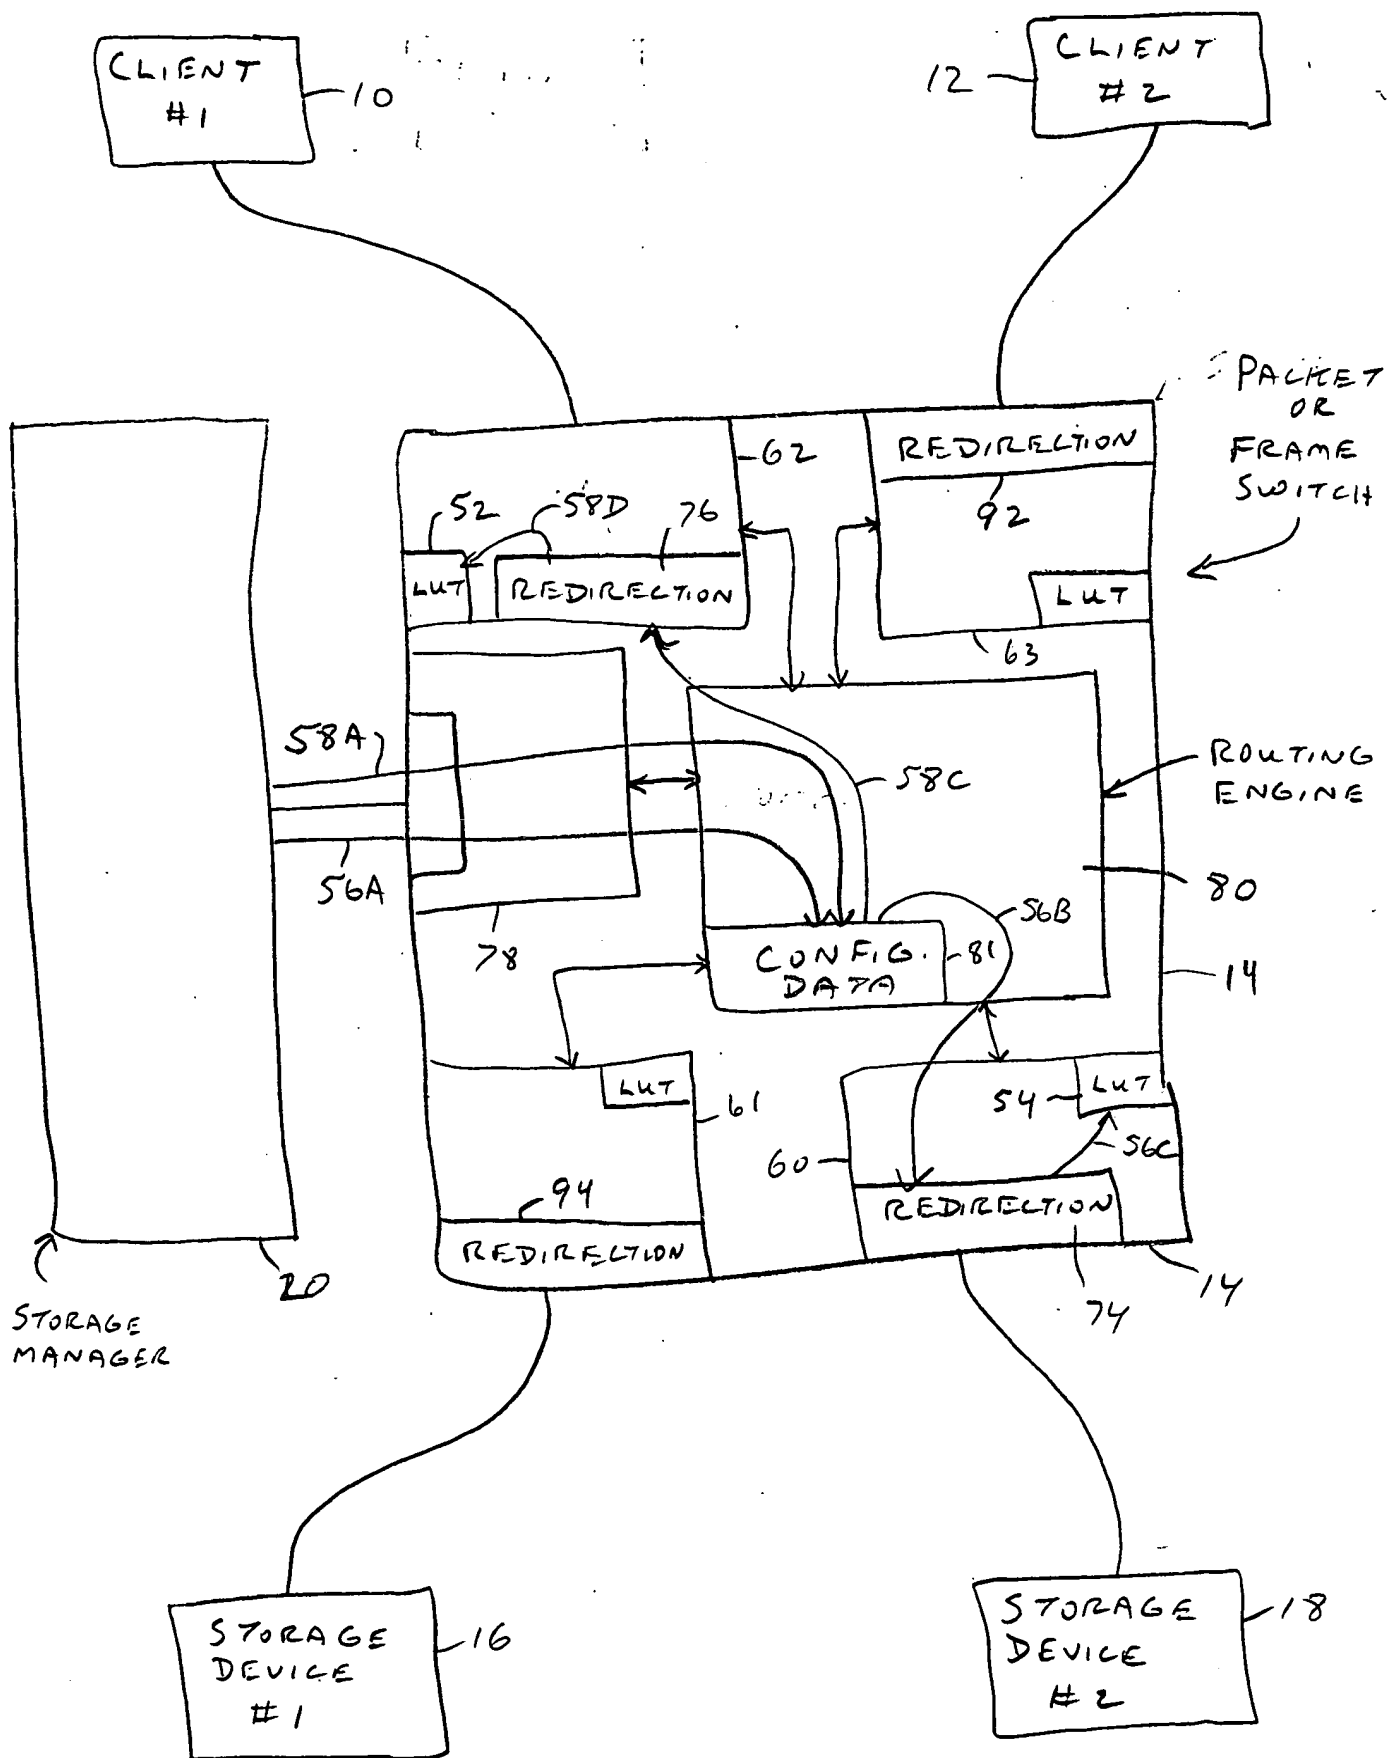 CLIENT
#1
10
12
CLIENT
#2
PACKET
OR
FRAME
SWITCH
62
REDIRECTION
92
52
58D
76
LUT
REDIRECTION
LUT
63
58A
58C
ROUTING
ENGINE
56A
80
56B
78
CONFIG.
DATA
81
14
LUT
61
54
LUT
60
56C
94
REDIRECTION
REDIRECTION
20
74
14
STORAGE
MANAGER
STORAGE
DEVICE
#1
16
STORAGE
DEVICE
#2
18